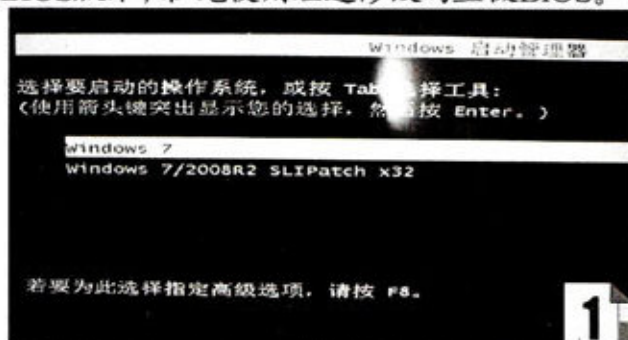 Windows 启动管理器
选择要启动的操作系统，或按 Tab 选择工具:
(使用箭头键突出显示您的选择，然后按 Enter。)
Windows 7
Windows 7/2008R2 SLIPatch x32
若要为此选择指定高级选项，请按 F8。
1